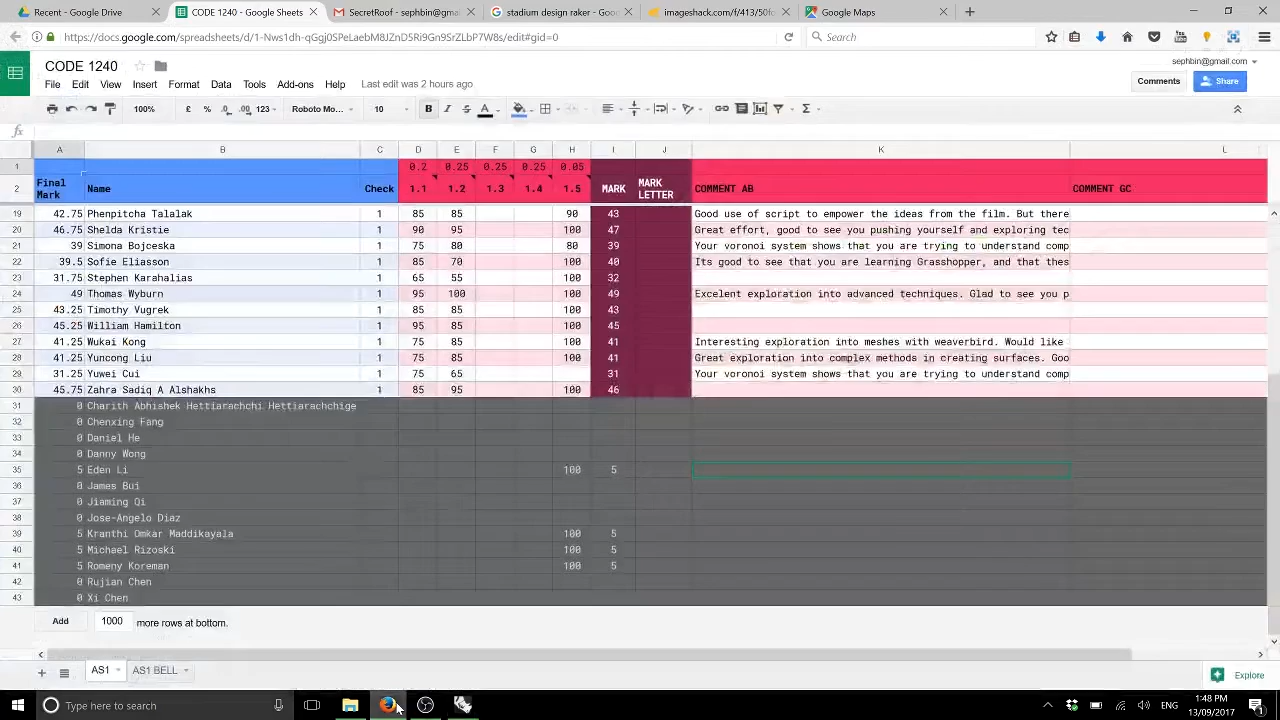 Recent - Google Drive
CODE 1240 - Google Sheets
SecretRoof - sephbin@gm...
stadium design raker - Goo
imageshack.com/f/413/50fc
Google Maps
https://docs.google.com/spreadsheets/d/1-Nws1dh-qGgj0SPeLaebM8JZnD5Ri9Gn9SrZLbP7W8s/edit#gid=0
Search
CODE 1240
sephbin@gmail.com
File Edit View Insert Format Data Tools Add-ons Help Last edit was 2 hours ago
Comments Share
100% £ % .0 .00 123 Roboto Mo... 10 B I S A Σ
fx
A B C D E F G H I J K L
1 0.2 0.25 0.25 0.25 0.05
2 Final Mark Name Check 1.1 1.2 1.3 1.4 1.5 MARK MARK LETTER COMMENT AB COMMENT GC
19 42.75 Phenpitcha Talalak 1 85 85 90 43 Good use of script to empower the ideas from the film. But there
20 46.75 Shelda Kristie 1 90 95 100 47 Great effort, good to see you pushing yourself and exploring tec
21 39 Simona Bojceska 1 75 80 80 39 Your voronoi system shows that you are trying to understand comp
22 39.5 Sofie Eliasson 1 85 70 100 40 Its good to see that you are learning Grasshopper, and that thes
23 31.75 Stephen Karahalias 1 65 55 100 32
24 49 Thomas Wyburn 1 95 100 100 49 Excelent exploration into advanced techniques. Glad to see you p
25 43.25 Timothy Vugrek 1 85 85 100 43
26 45.25 William Hamilton 1 95 85 100 45
27 41.25 Wukai Kong 1 75 85 100 41 Interesting exploration into meshes with weaverbird. Would like
28 41.25 Yuncong Liu 1 75 85 100 41 Great exploration into complex methods in creating surfaces. Goo
29 31.25 Yuwei Cui 1 75 65 31 Your voronoi system shows that you are trying to understand comp
30 45.75 Zahra Sadiq A Alshakhs 1 85 95 100 46
31 0 Charith Abhishek Hettiarachchi Hettiarachchige
32 0 Chenxing Fang
33 0 Daniel He
34 0 Danny Wong
35 5 Eden Li 100 5
36 0 James Bui
37 0 Jiaming Qi
38 0 Jose-Angelo Diaz
39 5 Kranthi Omkar Maddikayala 100 5
40 5 Michael Rizoski 100 5
41 5 Romeny Koreman 100 5
42 0 Rujian Chen
43 0 Xi Chen
Add 1000 more rows at bottom.
AS1 AS1 BELL Explore
Type here to search
ENG
1:48 PM
13/09/2017